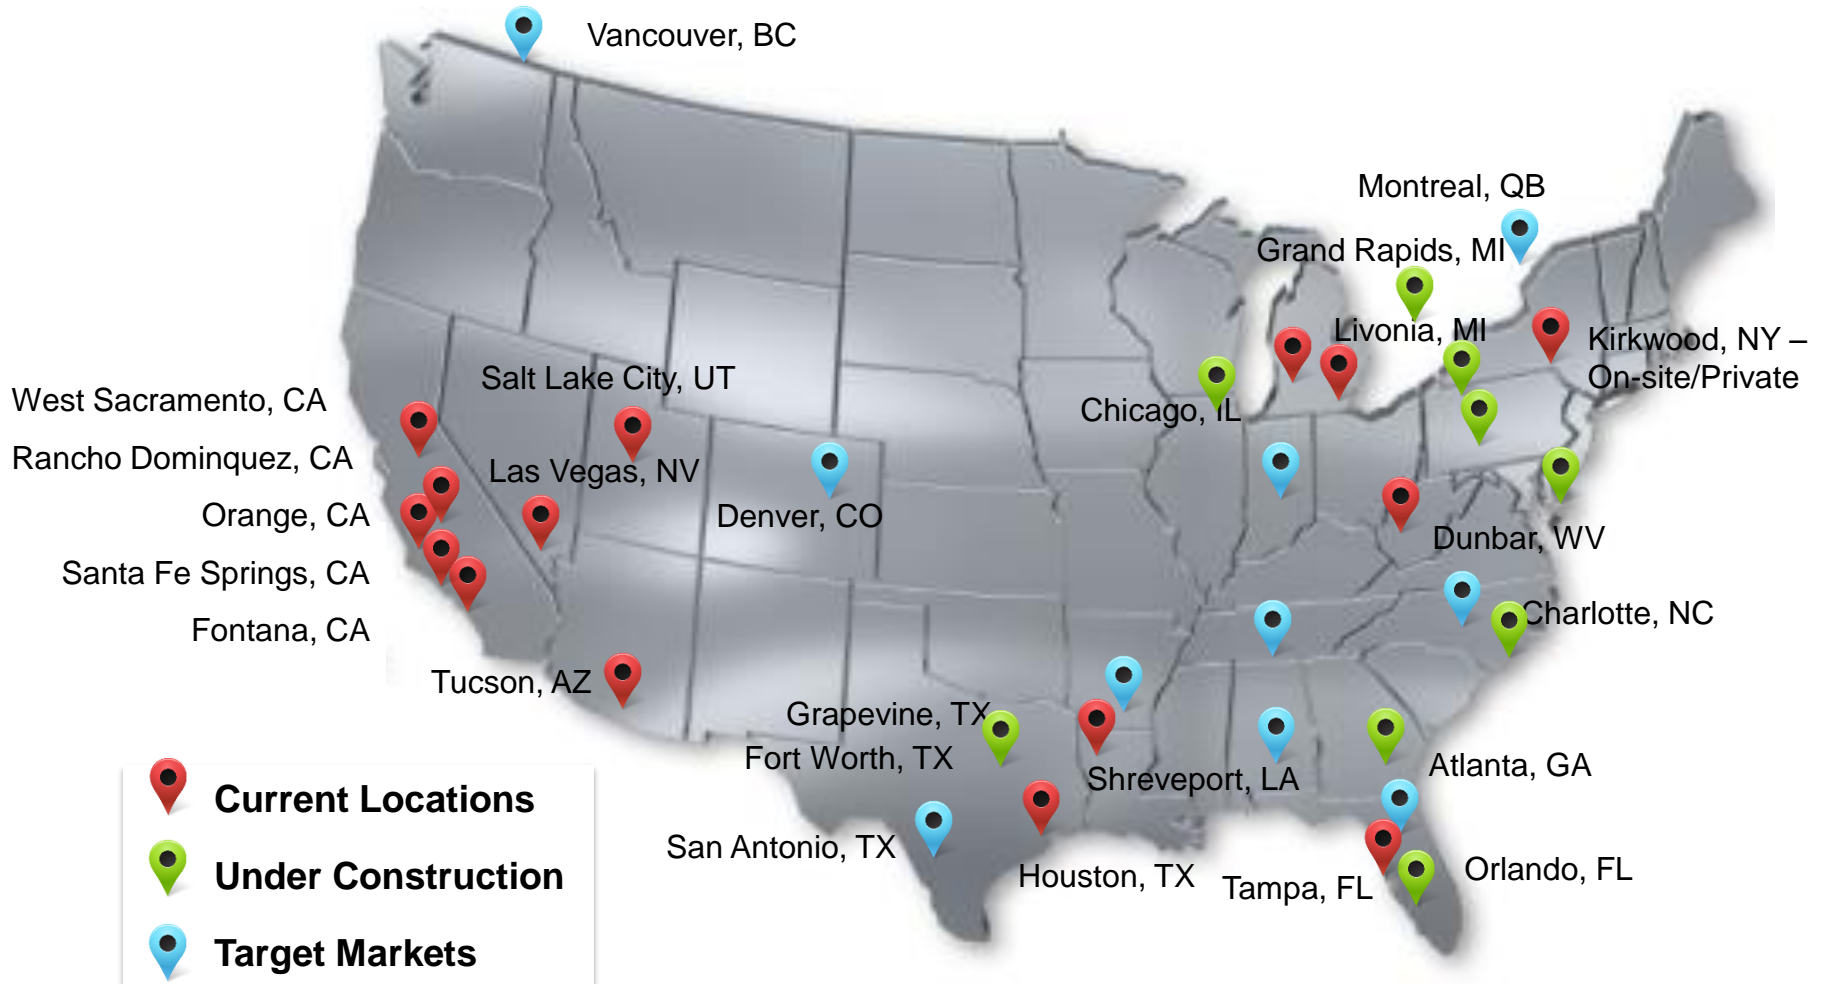 Vancouver, BC
Montreal, QB
Grand Rapids, MI
Livonia, MI
Kirkwood, NY –
On-site/Private
Salt Lake City, UT
West Sacramento, CA
Chicago, IL
Rancho Dominquez, CA
Las Vegas, NV
Orange, CA
Denver, CO
Dunbar, WV
Santa Fe Springs, CA
Charlotte, NC
Fontana, CA
Tucson, AZ
Grapevine, TX
Fort Worth, TX
Shreveport, LA
Atlanta, GA
San Antonio, TX
Houston, TX
Tampa, FL
Orlando, FL
Current Locations
Under Construction
Target Markets